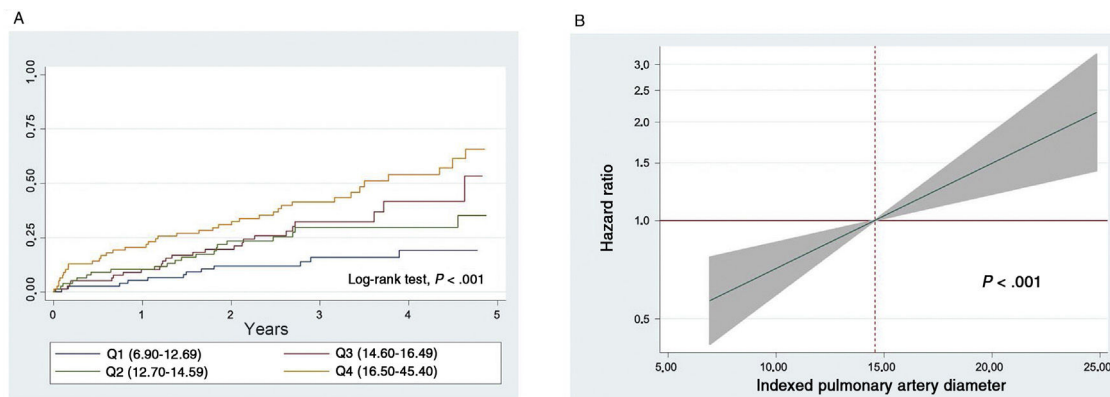 A
1,00
0,75
0,50
0,25
0,00
0
1
2
3
4
5
Years
Log-rank test, P < .001
Q1 (6.90-12.69)
Q3 (14.60-16.49)
Q2 (12.70-14.59)
Q4 (16.50-45.40)
B
Hazard ratio
3.0
2.5
2.0
1.5
1.0
0.5
P < .001
5,00
10,00
15,00
20,00
25.00
Indexed pulmonary artery diameter